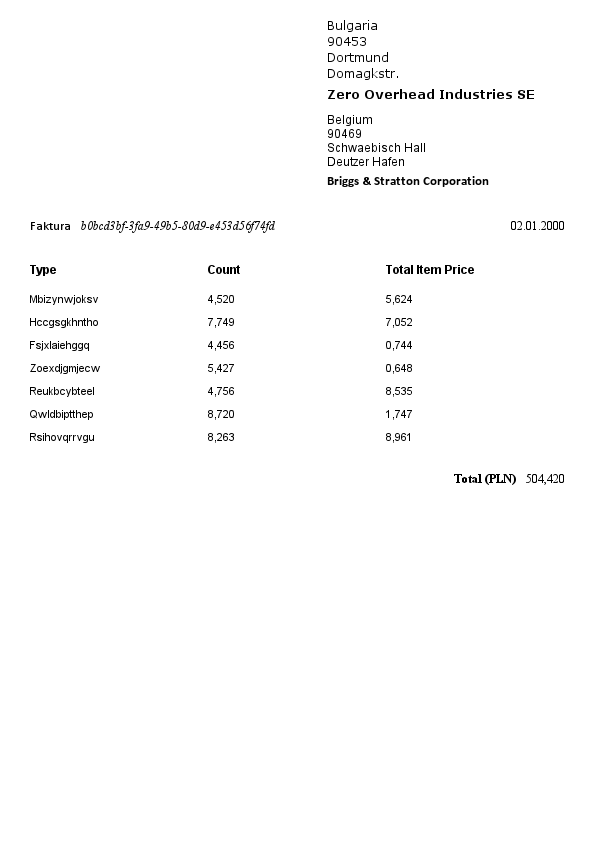 Bulgaria
90453
Dortmund
Domagkstr.
Zero Overhead Industries SE
Belgium
90469
Schwaebisch Hall
Deutzer Hafen
Briggs & Stratton Corporation
Faktura b0bcd3bf-3fa9-49b5-80d9-e453d56f74fd 02.01.2000
Type Count Total Item Price
Mbizynwjoksv 4,520 5,624
Hccgsgkhntho 7,749 7,052
Fsjxlaiehggq 4,456 0,744
Zoexdjgmjecw 5,427 0,648
Reukbcybteel 4,756 8,535
Qwldbiptthep 8,720 1,747
Rsihovqrrvgu 8,263 8,961
Total (PLN) 504,420